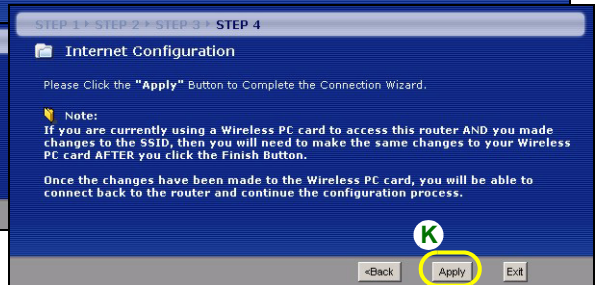 STEP 1 ▸ STEP 2 ▸ STEP 3 ▸ STEP 4
Internet Configuration
Please Click the "Apply" Button to Complete the Connection Wizard.
Note:
If you are currently using a Wireless PC card to access this router AND you made
changes to the SSID, then you will need to make the same changes to your Wireless
PC card AFTER you click the Finish Button.
Once the changes have been made to the Wireless PC card, you will be able to
connect back to the router and continue the configuration process.
K
<Back Apply Exit